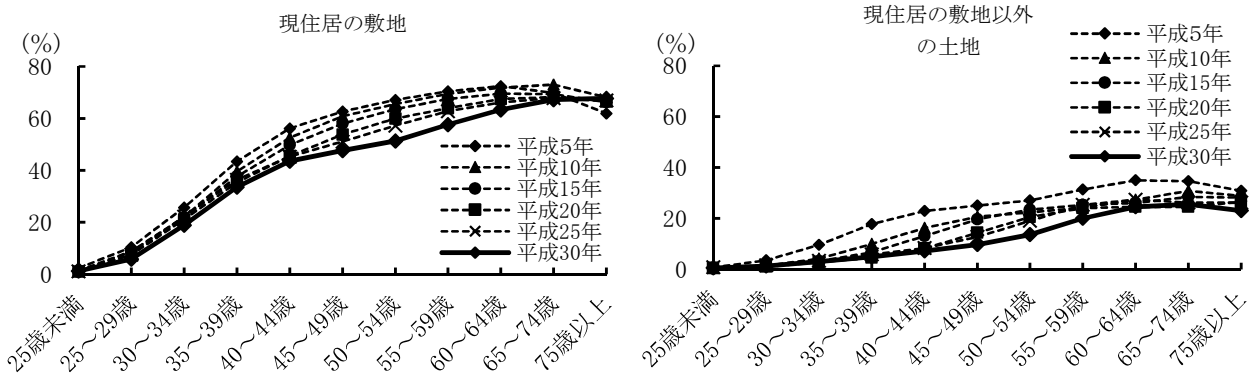 現住居の敷地
(%)
80
60
40
20
0
平成5年
平成10年
平成15年
平成20年
平成25年
平成30年
25歳未満
25～29歳
30～34歳
35～39歳
40～44歳
45～49歳
50～54歳
55～59歳
60～64歳
65～74歳
75歳以上
現住居の敷地以外
の土地
(%)
80
60
40
20
0
平成5年
平成10年
平成15年
平成20年
平成25年
平成30年
25歳未満
25～29歳
30～34歳
35～39歳
40～44歳
45～49歳
50～54歳
55～59歳
60～64歳
65～74歳
75歳以上